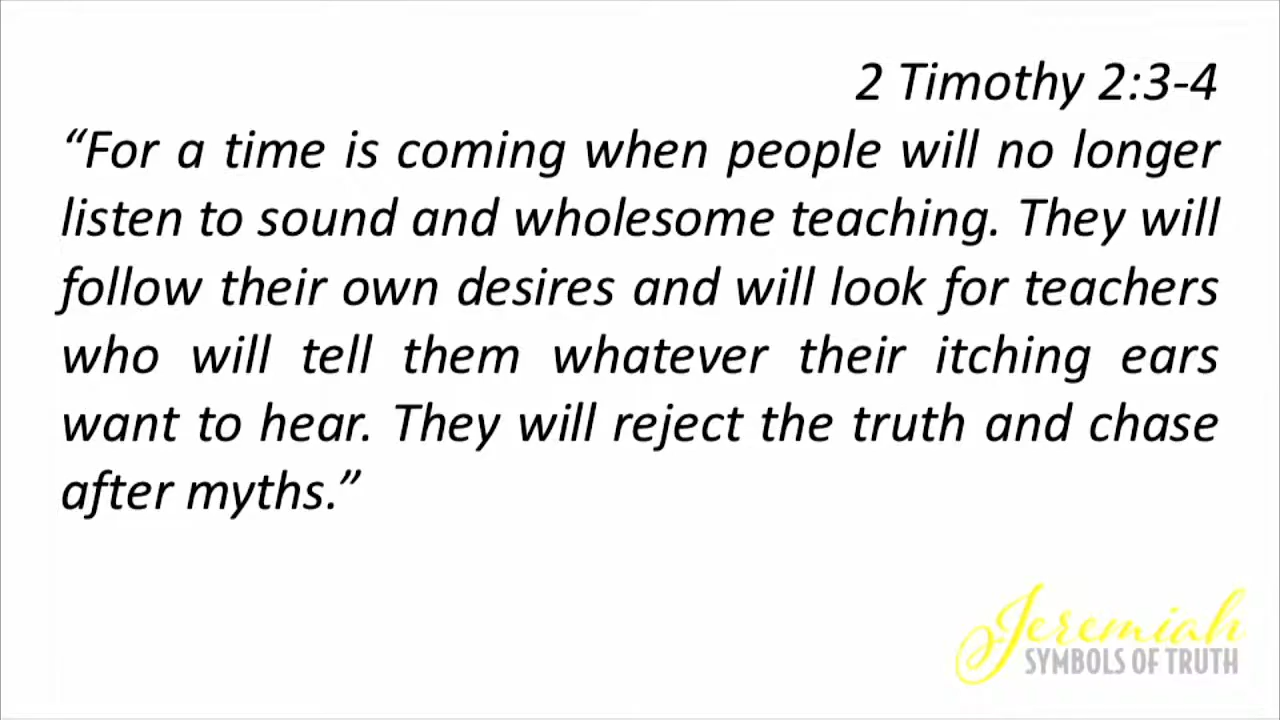 2 Timothy 2:3-4
“For a time is coming when people will no longer
listen to sound and wholesome teaching. They will
follow their own desires and will look for teachers
who will tell them whatever their itching ears
want to hear. They will reject the truth and chase
after myths.”
Jeremiah
SYMBOLS OF TRUTH